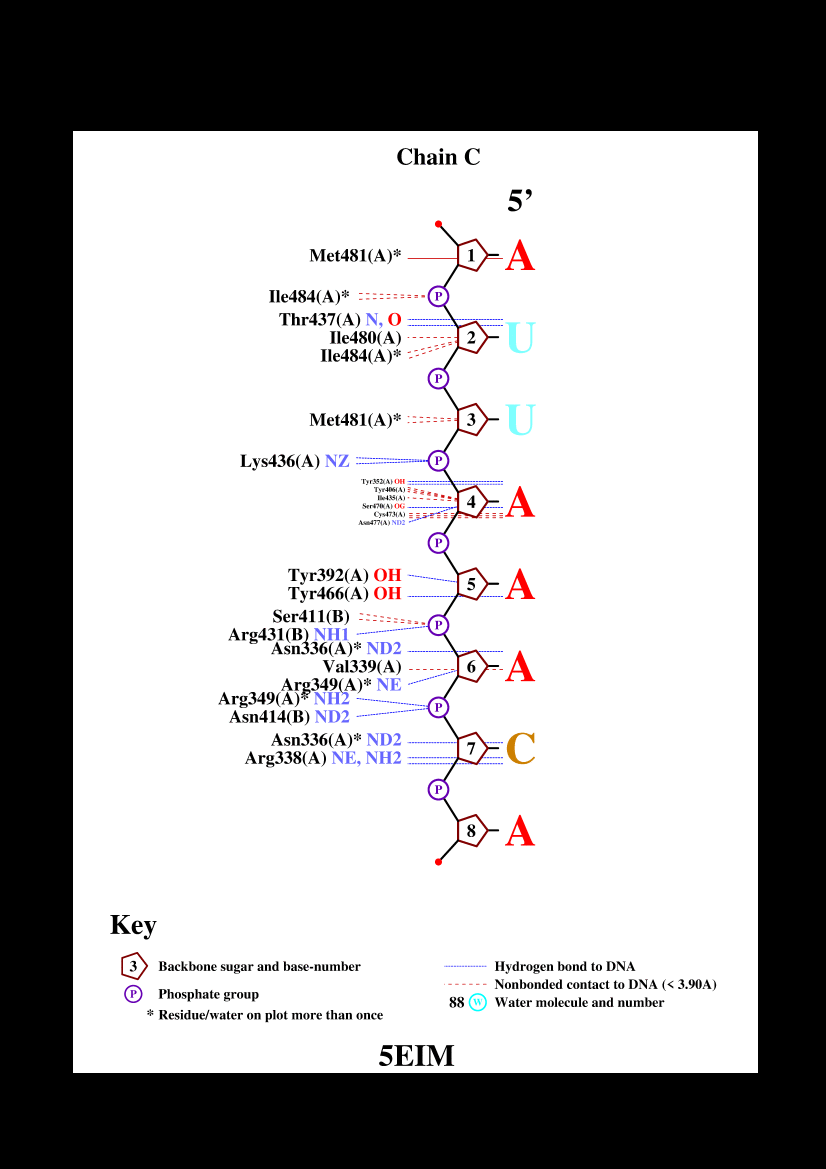 Chain C
5’
Met481(A)* 1 A
P
Ile484(A)*
Thr437(A) N, O
Ile480(A) 2 U
Ile484(A)*
P
Met481(A)* 3 U
Lys436(A) NZ P
Tyr352(A) OH
Tyr406(A)
Ile435(A) 4 A
Ser470(A) OG
Cys473(A)
Asn477(A) ND2
P
Tyr392(A) OH 5 A
Tyr466(A) OH
Ser411(B) P
Arg431(B) NH1
Asn336(A)* ND2
Val339(A) 6 A
Arg349(A)* NE
Arg349(A)* NH2 P
Asn414(B) ND2
Asn336(A)* ND2 7 C
Arg338(A) NE, NH2
P
8 A
Key
3 Backbone sugar and base-number
P Phosphate group
* Residue/water on plot more than once
Hydrogen bond to DNA
Nonbonded contact to DNA (< 3.90A)
88 W Water molecule and number
5EIM